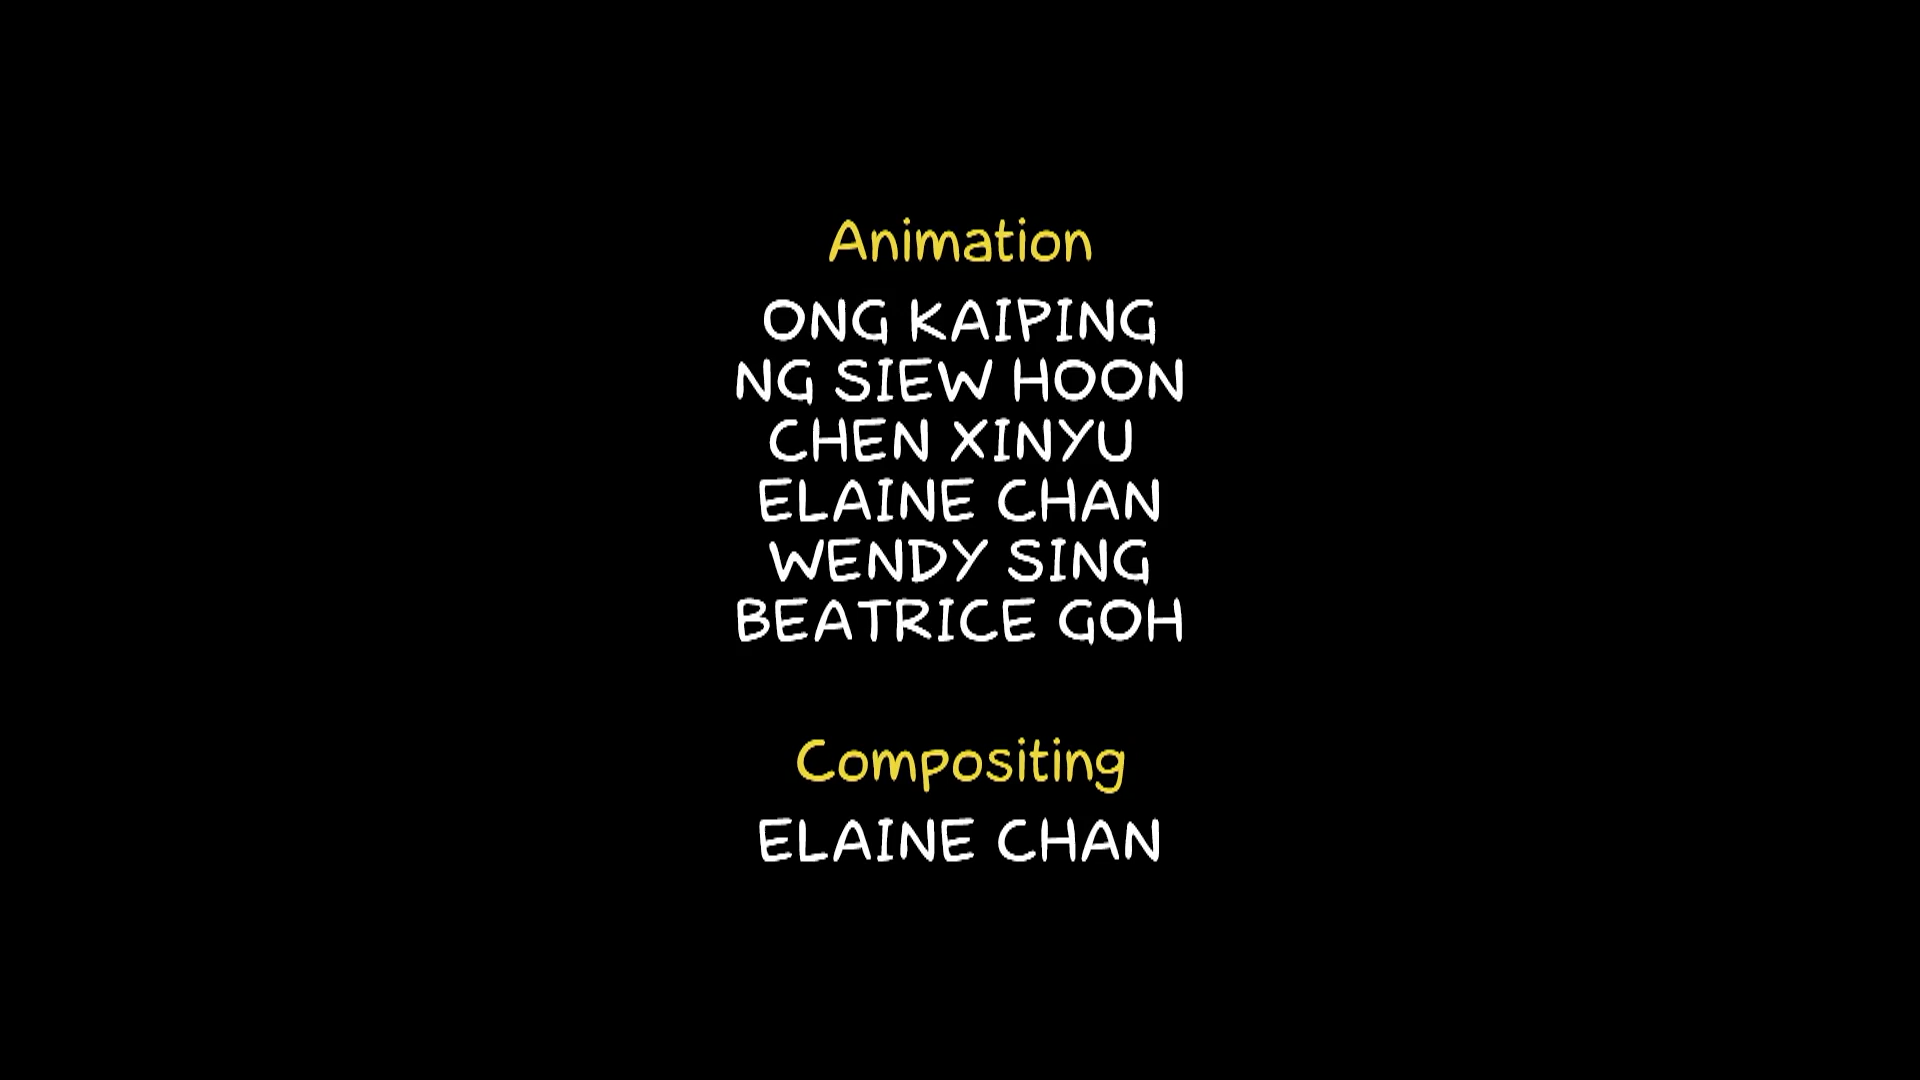 Animation
ONG KAIPING
NG SIEW HOON
CHEN XINYU
ELAINE CHAN
WENDY SING
BEATRICE GOH
Compositing
ELAINE CHAN